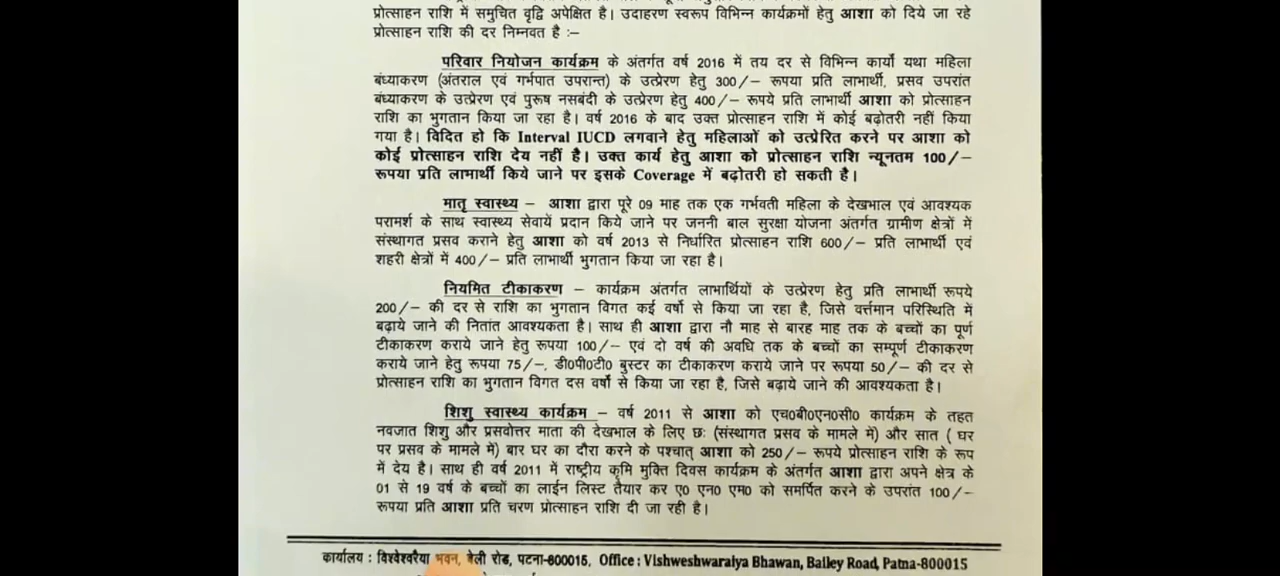 प्रोत्साहन राशि में समुचित वृद्वि अपेक्षित है। उदाहरण स्वरूप विभिन्न कार्यक्रमों हेतु आशा को दिये जा रहे
प्रोत्साहन राशि की दर निम्नवत है :–
परिवार नियोजन कार्यक्रम के अंतर्गत वर्ष 2016 में तय दर से विभिन्न कार्यो यथा महिला
बंध्याकरण (अंतराल एवं गर्भपात उपरान्त) के उत्प्रेरण हेतु 300/– रूपया प्रति लाभार्थी, प्रसव उपरांत
बंध्याकरण के उत्प्रेरण एवं पुरूष नसबंदी के उत्प्रेरण हेतु 400/– रूपये प्रति लाभार्थी आशा को प्रोत्साहन
राशि का भुगतान किया जा रहा है। वर्ष 2016 के बाद उक्त प्रोत्साहन राशि में कोई बढ़ोतरी नहीं किया
गया है। विदित हो कि Interval IUCD लगवाने हेतु महिलाओं को उत्प्रेरित करने पर आशा को
कोई प्रोत्साहन राशि देय नहीं है। उक्त कार्य हेतु आशा को प्रोत्साहन राशि न्यूनतम 100/–
रूपया प्रति लाभार्थी किये जाने पर इसके Coverage में बढ़ोतरी हो सकती है।
मातृ स्वास्थ्य – आशा द्वारा पूरे 09 माह तक एक गर्भवती महिला के देखभाल एवं आवश्यक
परामर्श के साथ स्वास्थ्य सेवायें प्रदान किये जाने पर जननी बाल सुरक्षा योजना अंतर्गत ग्रामीण क्षेत्रों में
संस्थागत प्रसव कराने हेतु आशा को वर्ष 2013 से निर्धारित प्रोत्साहन राशि 600/– प्रति लाभार्थी एवं
शहरी क्षेत्रों में 400/– प्रति लाभार्थी भुगतान किया जा रहा है।
नियमित टीकाकरण – कार्यक्रम अंतर्गत लाभार्थियों के उत्प्रेरण हेतु प्रति लाभार्थी रूपये
200/– की दर से राशि का भुगतान विगत कई वर्षो से किया जा रहा है, जिसे वर्त्तमान परिस्थिति में
बढ़ाये जाने की नितांत आवश्यकता है। साथ ही आशा द्वारा नौ माह से बारह माह तक के बच्चों का पूर्ण
टीकाकरण कराये जाने हेतु रूपया 100/– एवं दो वर्ष की अवधि तक के बच्चों का सम्पूर्ण टीकाकरण
कराये जाने हेतु रूपया 75/–, डी0पी0टी0 बुस्टर का टीकाकरण कराये जाने पर रूपया 50/– की दर से
प्रोत्साहन राशि का भुगतान विगत दस वर्षो से किया जा रहा है, जिसे बढ़ाये जाने की आवश्यकता है।
शिशु स्वास्थ्य कार्यक्रम – वर्ष 2011 से आशा को एच0बी0एन0सी0 कार्यक्रम के तहत
नवजात शिशु और प्रसवोत्तर माता की देखभाल के लिए छः (संस्थागत प्रसव के मामले में) और सात ( घर
पर प्रसव के मामले में) बार घर का दौरा करने के पश्चात् आशा को 250/– रूपये प्रोत्साहन राशि के रूप
में देय है। साथ ही वर्ष 2011 में राष्ट्रीय कृमि मुक्ति दिवस कार्यक्रम के अंतर्गत आशा द्वारा अपने क्षेत्र के
01 से 19 वर्ष के बच्चों का लाईन लिस्ट तैयार कर ए0 एन0 एम0 को समर्पित करने के उपरांत 100/–
रूपया प्रति आशा प्रति चरण प्रोत्साहन राशि दी जा रही है।
कार्यालय : विश्वेश्वरैया भवन, बेली रोड, पटना-800015, Office : Vishweshwaraiya Bhawan, Bailey Road, Patna-800015